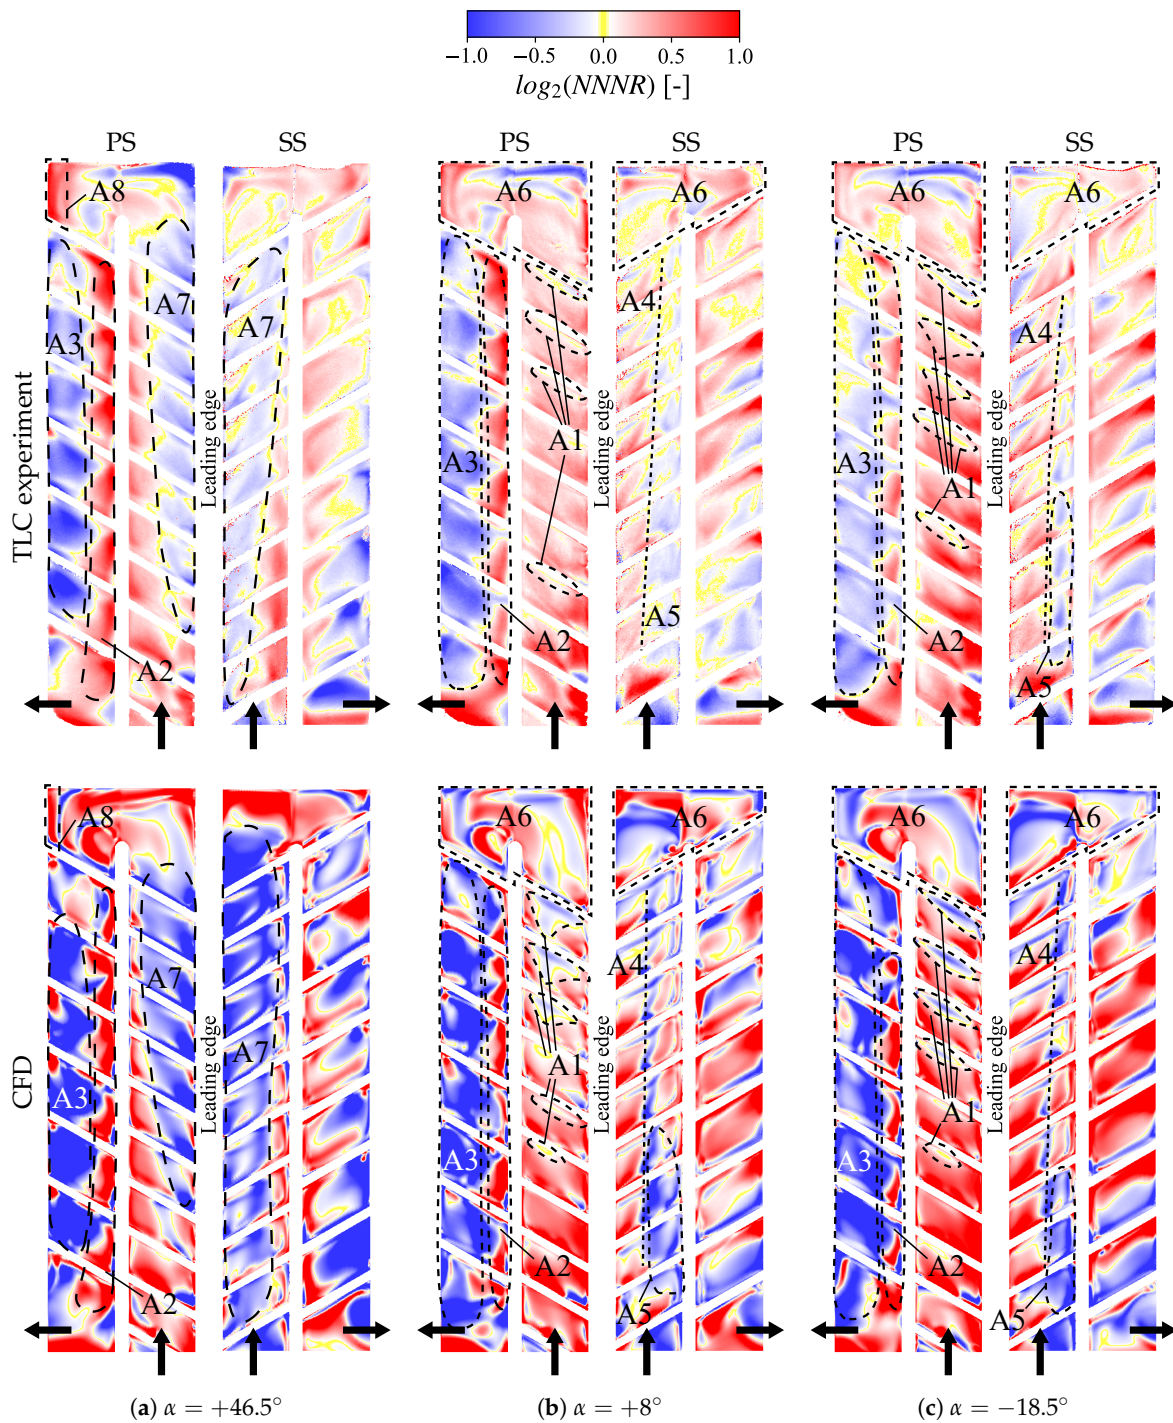 −1.0 −0.5 0.0 0.5 1.0
log2(NNNR) [-]
PS SS PS SS PS SS
TLC experiment
A8 A7 A3 A7 A2
Leading edge
A6 A6 A4 A3 A1 A5 A2
Leading edge
A6 A6 A4 A3 A1 A2 A5
Leading edge
CFD
A8 A7 A7 A3 A2
Leading edge
A6 A6 A4 A1 A3 A2 A5
Leading edge
A6 A6 A4 A1 A3 A2 A5
Leading edge
(a) α = +46.5°
(b) α = +8°
(c) α = −18.5°